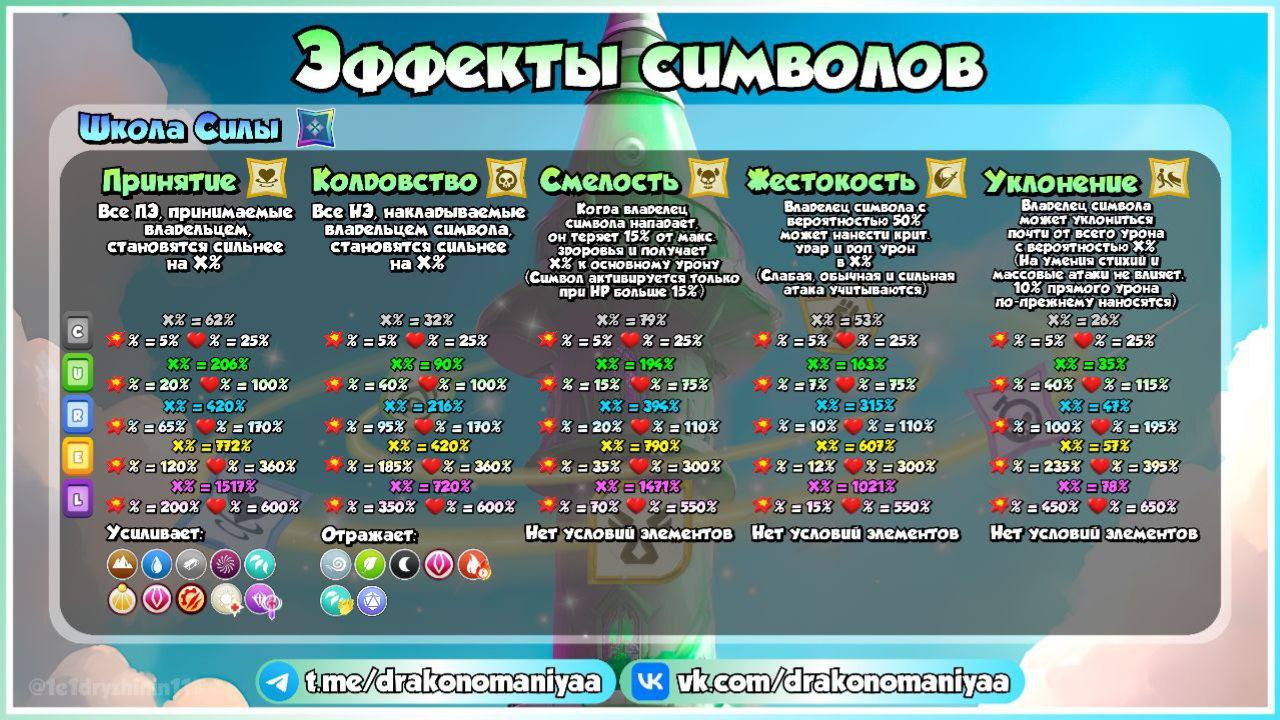 Эффекты символов
Школа Силы
Принятие
Все ПЭ, принимаемые
владельцем,
становятся сильнее
на X%
Колдовство
Все НЭ, накладываемые
владельцем символа,
становятся сильнее
на X%
Смелость
Когда владелец
символа нападает,
он теряет 15% от макс.
здоровья и получает
X% к основному урону
(Символ активируется только
при HP больше 15%)
Жестокость
Владелец символа с
вероятностью 50%
может нанести крит.
удар и доп. урон
в X%
(Слабая, обычная и сильная
атака учитываются)
Уклонение
Владелец символа
может уклониться
почти от всего урона
с вероятностью X%
(На умения стихий и
массовые атаки не влияет.
10% прямого урона
по-прежнему наносятся)
C
X% = 62%
% = 5% % = 25%
X% = 32%
% = 5% % = 25%
X% = 79%
% = 5% % = 25%
X% = 53%
% = 5% % = 25%
X% = 26%
% = 5% % = 25%
U
X% = 206%
% = 20% % = 100%
X% = 90%
% = 40% % = 100%
X% = 194%
% = 15% % = 75%
X% = 163%
% = 7% % = 75%
X% = 35%
% = 40% % = 115%
R
X% = 420%
% = 65% % = 170%
X% = 216%
% = 95% % = 170%
X% = 394%
% = 20% % = 110%
X% = 315%
% = 10% % = 110%
X% = 47%
% = 100% % = 195%
E
X% = 772%
% = 120% % = 360%
X% = 420%
% = 185% % = 360%
X% = 790%
% = 35% % = 300%
X% = 607%
% = 12% % = 300%
X% = 57%
% = 235% % = 395%
L
X% = 1517%
% = 200% % = 600%
X% = 720%
% = 350% % = 600%
X% = 1471%
% = 70% % = 550%
X% = 1021%
% = 15% % = 550%
X% = 78%
% = 450% % = 650%
Усиливает:
Отражает:
Нет условий элементов
Нет условий элементов
Нет условий элементов
t.me/drakonomaniyaa
vk.com/drakonomaniyaa